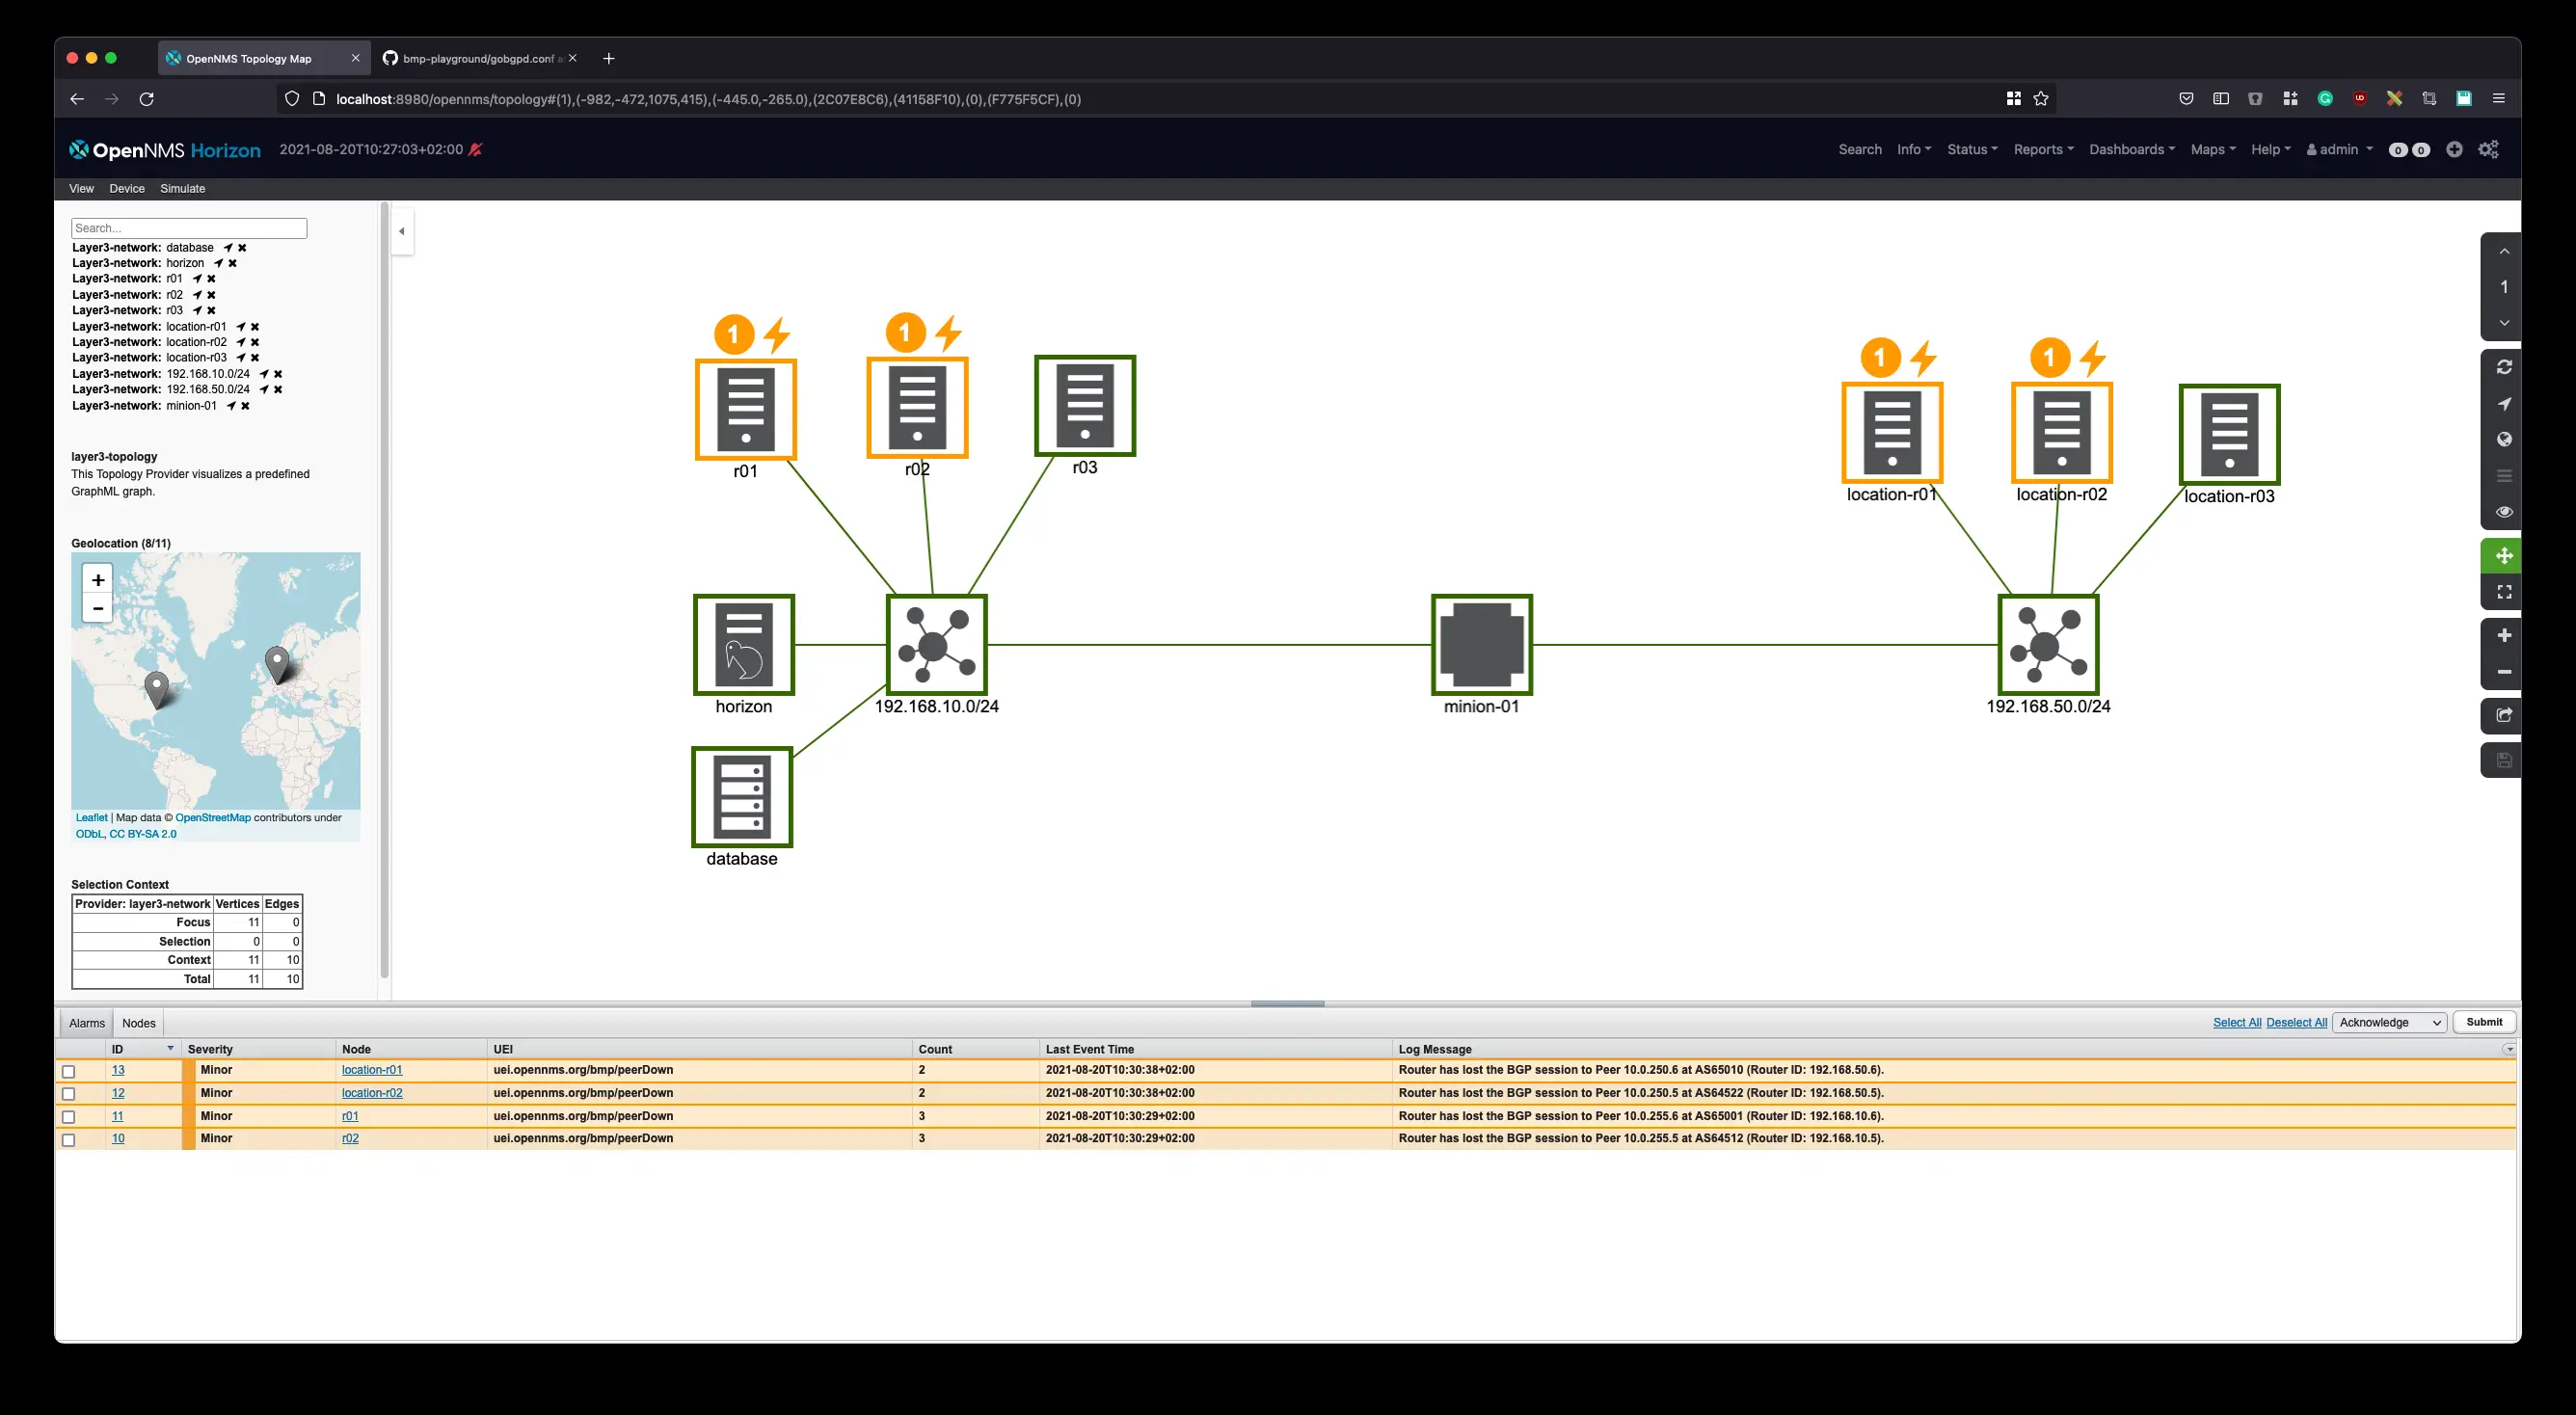 OpenNMS Topology Map
bmp-playground/gobgpd.conf a
localhost:8980/opennms/topology#(1),(-982,-472,1075,415),(-445.0,-265.0),(2C07E8C6),(41158F10),(0),(F775F5CF),(0)
OpenNMS Horizon 2021-08-20T10:27:03+02:00 Search Info Status Reports Dashboards Maps Help admin 0 0
View Device Simulate
Search...
Layer3-network: database
Layer3-network: horizon
Layer3-network: r01
Layer3-network: r02
Layer3-network: r03
Layer3-network: location-r01
Layer3-network: location-r02
Layer3-network: location-r03
Layer3-network: 192.168.10.0/24
Layer3-network: 192.168.50.0/24
Layer3-network: minion-01
layer3-topology
This Topology Provider visualizes a predefined
GraphML graph.
Geolocation (8/11)
+
-
Leaflet | Map data © OpenStreetMap contributors under
ODbL, CC BY-SA 2.0
Selection Context
Provider: layer3-network Vertices Edges
Focus 11 0
Selection 0 0
Context 11 10
Total 11 10
1
1
1
1
1
r01
r02
r03
location-r01
location-r02
location-r03
horizon
192.168.10.0/24
minion-01
192.168.50.0/24
database
Alarms Nodes Select All Deselect All Acknowledge Submit
ID Severity Node UEI Count Last Event Time Log Message
13 Minor location-r01 uei.opennms.org/bmp/peerDown 2 2021-08-20T10:30:38+02:00 Router has lost the BGP session to Peer 10.0.250.6 at AS65010 (Router ID: 192.168.50.6).
12 Minor location-r02 uei.opennms.org/bmp/peerDown 2 2021-08-20T10:30:38+02:00 Router has lost the BGP session to Peer 10.0.250.5 at AS64522 (Router ID: 192.168.50.5).
11 Minor r01 uei.opennms.org/bmp/peerDown 3 2021-08-20T10:30:29+02:00 Router has lost the BGP session to Peer 10.0.255.6 at AS65001 (Router ID: 192.168.10.6).
10 Minor r02 uei.opennms.org/bmp/peerDown 3 2021-08-20T10:30:29+02:00 Router has lost the BGP session to Peer 10.0.255.5 at AS64512 (Router ID: 192.168.10.5).